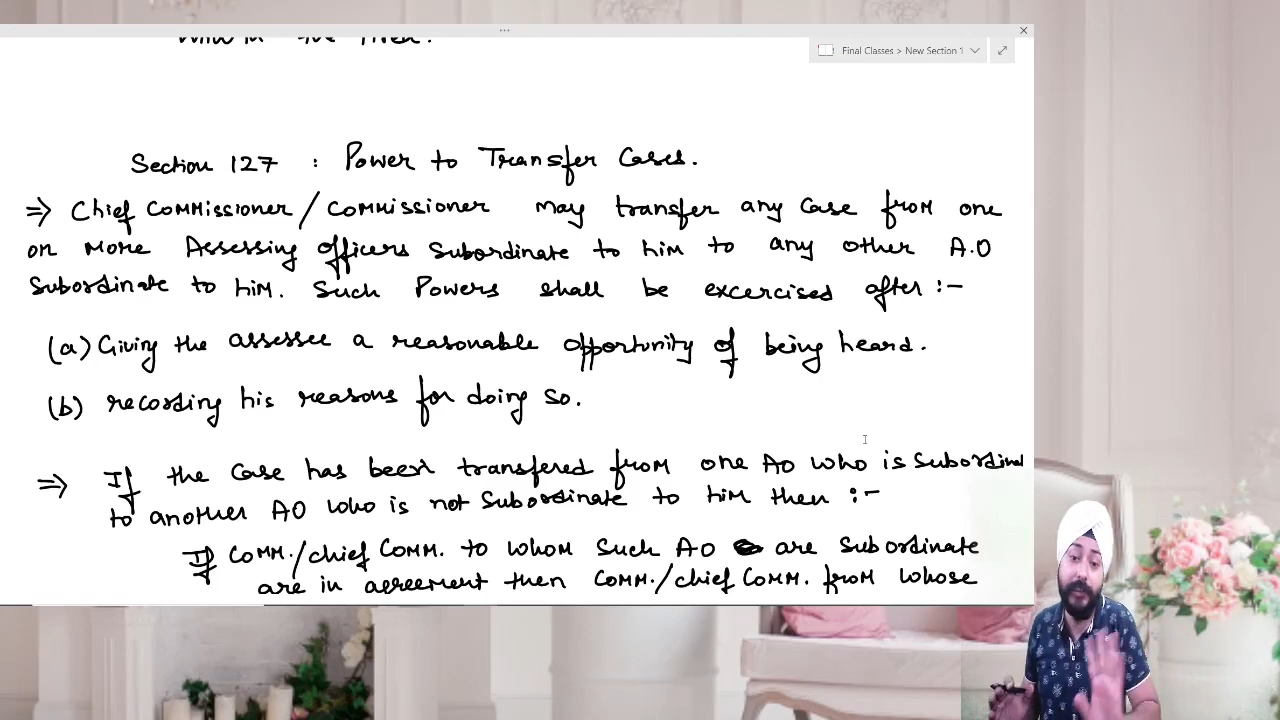 Final Classes > New Section 1
Section 127 : Power to Transfer Cases.
⇒ Chief Commissioner/Commissioner may transfer any case from one
or more Assessing officers subordinate to him to any other A.O
subordinate to him. Such Powers shall be excercised after :-
(a) Giving the assessee a reasonable opportunity of being heard.
(b) recording his reasons for doing so.
⇒ If the case has been transfered from one AO who is
to another AO who is not subordinate to him then :-
If Comm./chief Comm. to whom such AO are subordinate
are in agreement then Comm./chief Comm. from whose